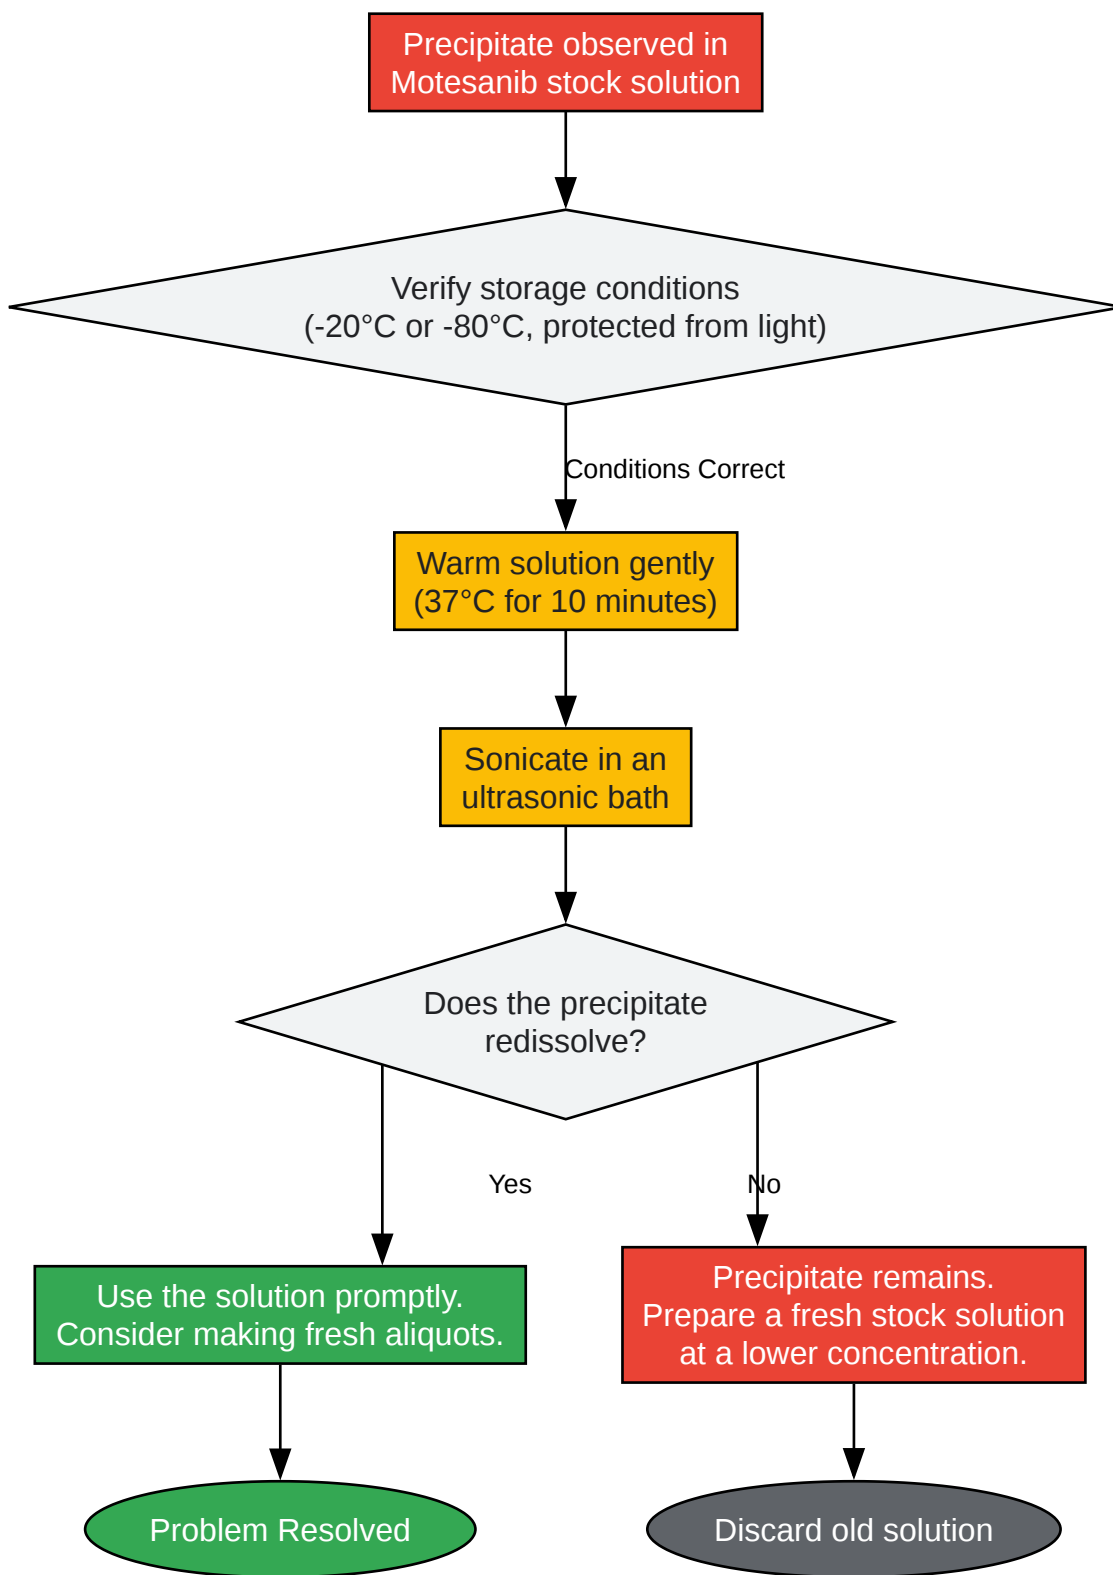 Precipitate observed in
Motesanib stock solution
Verify storage conditions
(-20°C or -80°C, protected from light)
Conditions Correct
Warm solution gently
(37°C for 10 minutes)
Sonicate in an
ultrasonic bath
Does the precipitate
redissolve?
Yes
No
Use the solution promptly.
Consider making fresh aliquots.
Precipitate remains.
Prepare a fresh stock solution
at a lower concentration.
Problem Resolved
Discard old solution